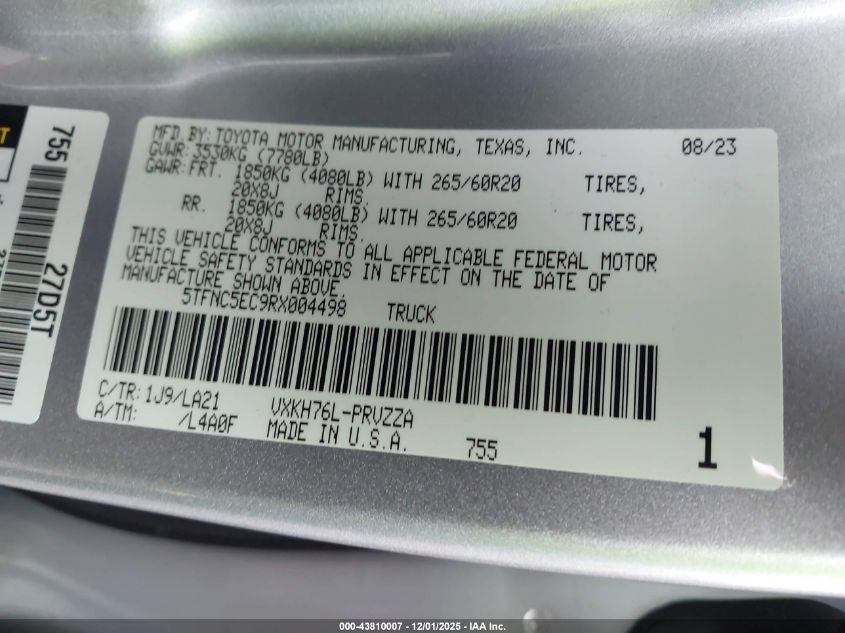 MFD.BY:TOYOTA MOTOR MANUFACTURING, TEXAS, INC. 08/23
GVWR:3530KG (7780LB)
GAWR:FRT. 1850KG (4080LB) WITH 265/60R20 TIRES,
20X8J RIMS.
RR. 1850KG (4080LB) WITH 265/60R20 TIRES,
20X8J RIMS.
THIS VEHICLE CONFORMS TO ALL APPLICABLE FEDERAL MOTOR
VEHICLE SAFETY STANDARDS IN EFFECT ON THE DATE OF
MANUFACTURE SHOWN ABOVE.
5TFNC5EC9RX004498 TRUCK
C/TR:1J9/LA21 VXKH76L-PRVZZA
A/TM: /L4A0F MADE IN U.S.A. 755 1
755
27D5T
000-43810007 - 12/01/2025 - IAA Inc.